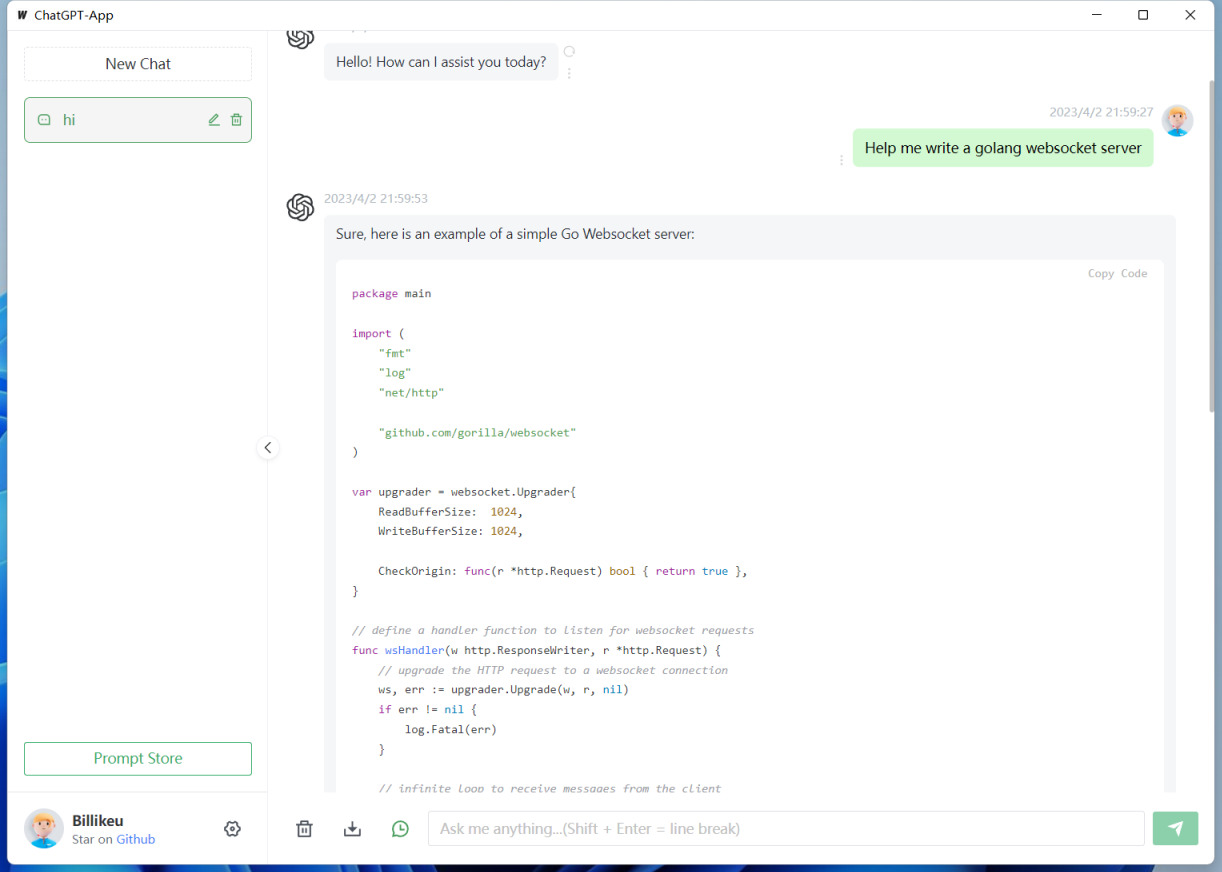 ChatGPT-App
New Chat
hi
Prompt Store
Billikeu
Star on Github
Hello! How can I assist you today?
2023/4/2 21:59:27
Help me write a golang websocket server
2023/4/2 21:59:53
Sure, here is an example of a simple Go Websocket server:
Copy Code
package main
import (
"fmt"
"log"
"net/http"
"github.com/gorilla/websocket"
)
var upgrader = websocket.Upgrader{
ReadBufferSize:  1024,
WriteBufferSize: 1024,
CheckOrigin: func(r *http.Request) bool { return true },
}
// define a handler function to listen for websocket requests
func wsHandler(w http.ResponseWriter, r *http.Request) {
// upgrade the HTTP request to a websocket connection
ws, err := upgrader.Upgrade(w, r, nil)
if err != nil {
log.Fatal(err)
}
// infinite loop to receive messages from the client
Ask me anything...(Shift + Enter = line break)